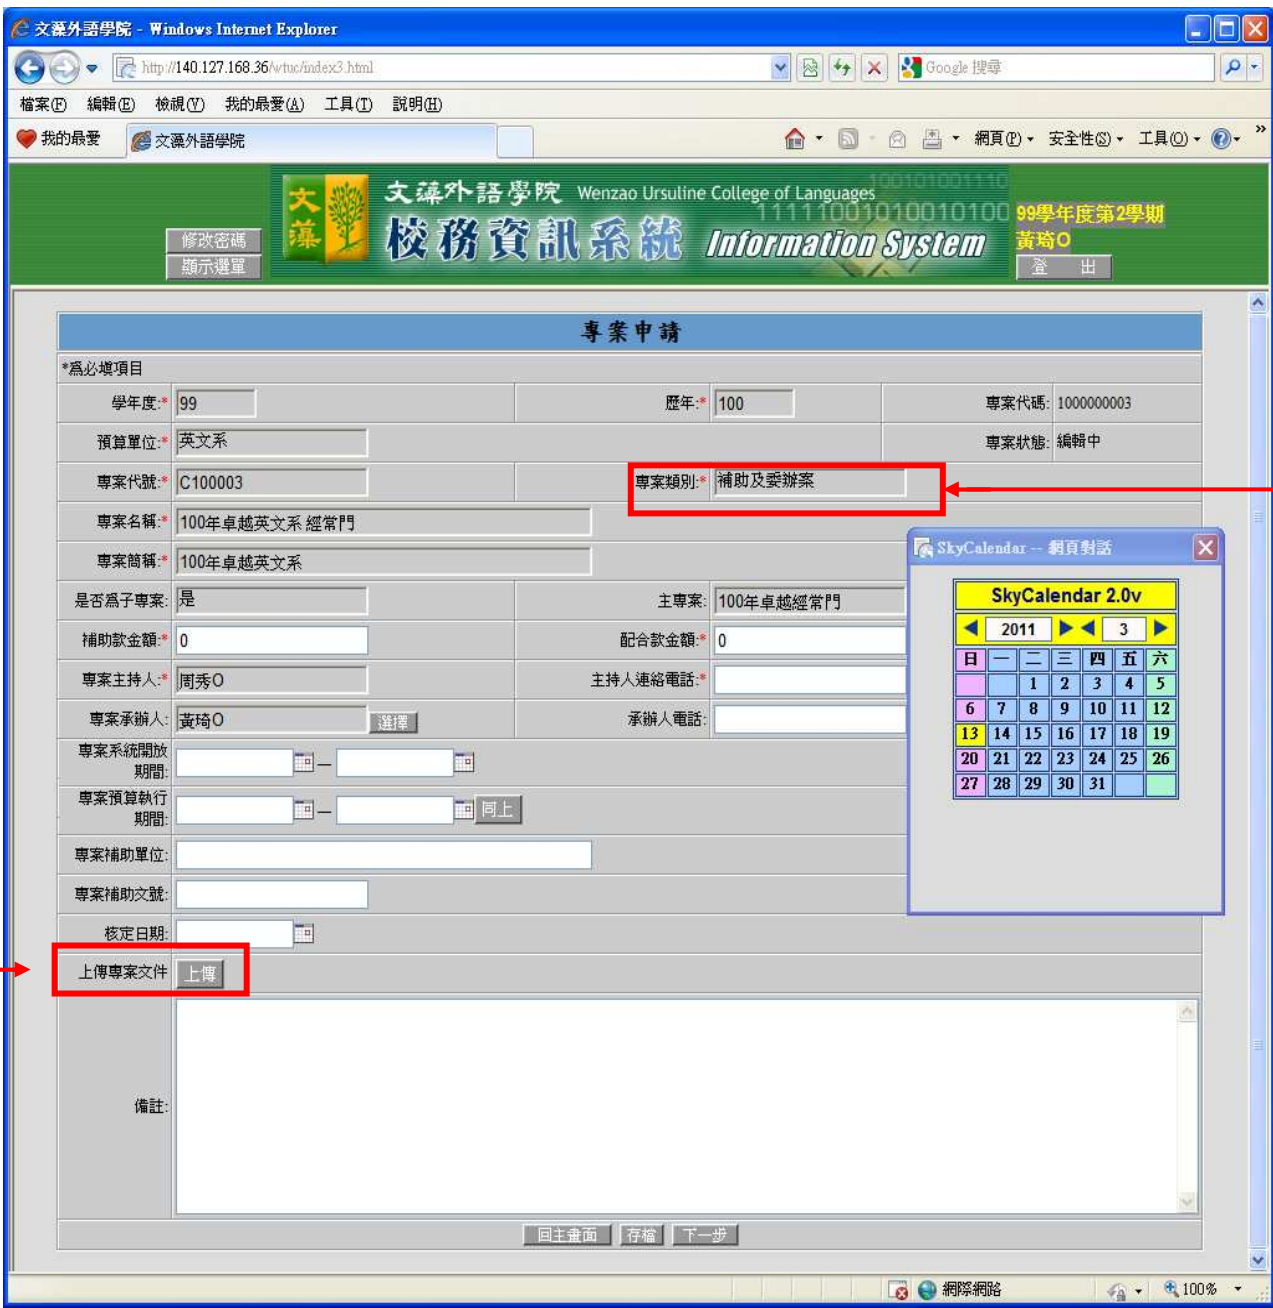 文藻外語學院 - Windows Internet Explorer
http://140.127.168.36/wtuc/index3.html
Google 搜尋
檔案(F) 編輯(E) 檢視(V) 我的最愛(A) 工具(T) 說明(H)
我的最愛 文藻外語學院 網頁(P) 安全性(S) 工具(O)
文藻
文藻外語學院 Wenzao Ursuline College of Languages
100101001110
1111100101001010​0
校務資訊系統 Information System
修改密碼
顯示選單
99學年度第2學期
黃琦O
登 出
專案申請
*為必填項目
學年度:* 99 歷年:* 100 專案代碼: 1000000003
預算單位:* 英文系 專案狀態: 編輯中
專案代號:* C100003 專案類別:* 補助及委辦案
專案名稱:* 100年卓越英文系經常門
專案簡稱:* 100年卓越英文系
是否為子專案: 是 主專案: 100年卓越經常門
補助款金額:* 0 配合款金額:* 0
專案主持人:* 周秀O 主持人連絡電話:*
專案承辦人: 黃琦O 選擇 承辦人電話:
專案系統開放
期間: —
專案預算執行
期間: — 同上
專案補助單位:
專案補助文號:
核定日期:
上傳專案文件 上傳
備註:
回主畫面 存檔 下一步
SkyCalendar -- 網頁對話
SkyCalendar 2.0v
2011 3
日 一 二 三 四 五 六
1 2 3 4 5
6 7 8 9 10 11 12
13 14 15 16 17 18 19
20 21 22 23 24 25 26
27 28 29 30 31
網際網路 100%